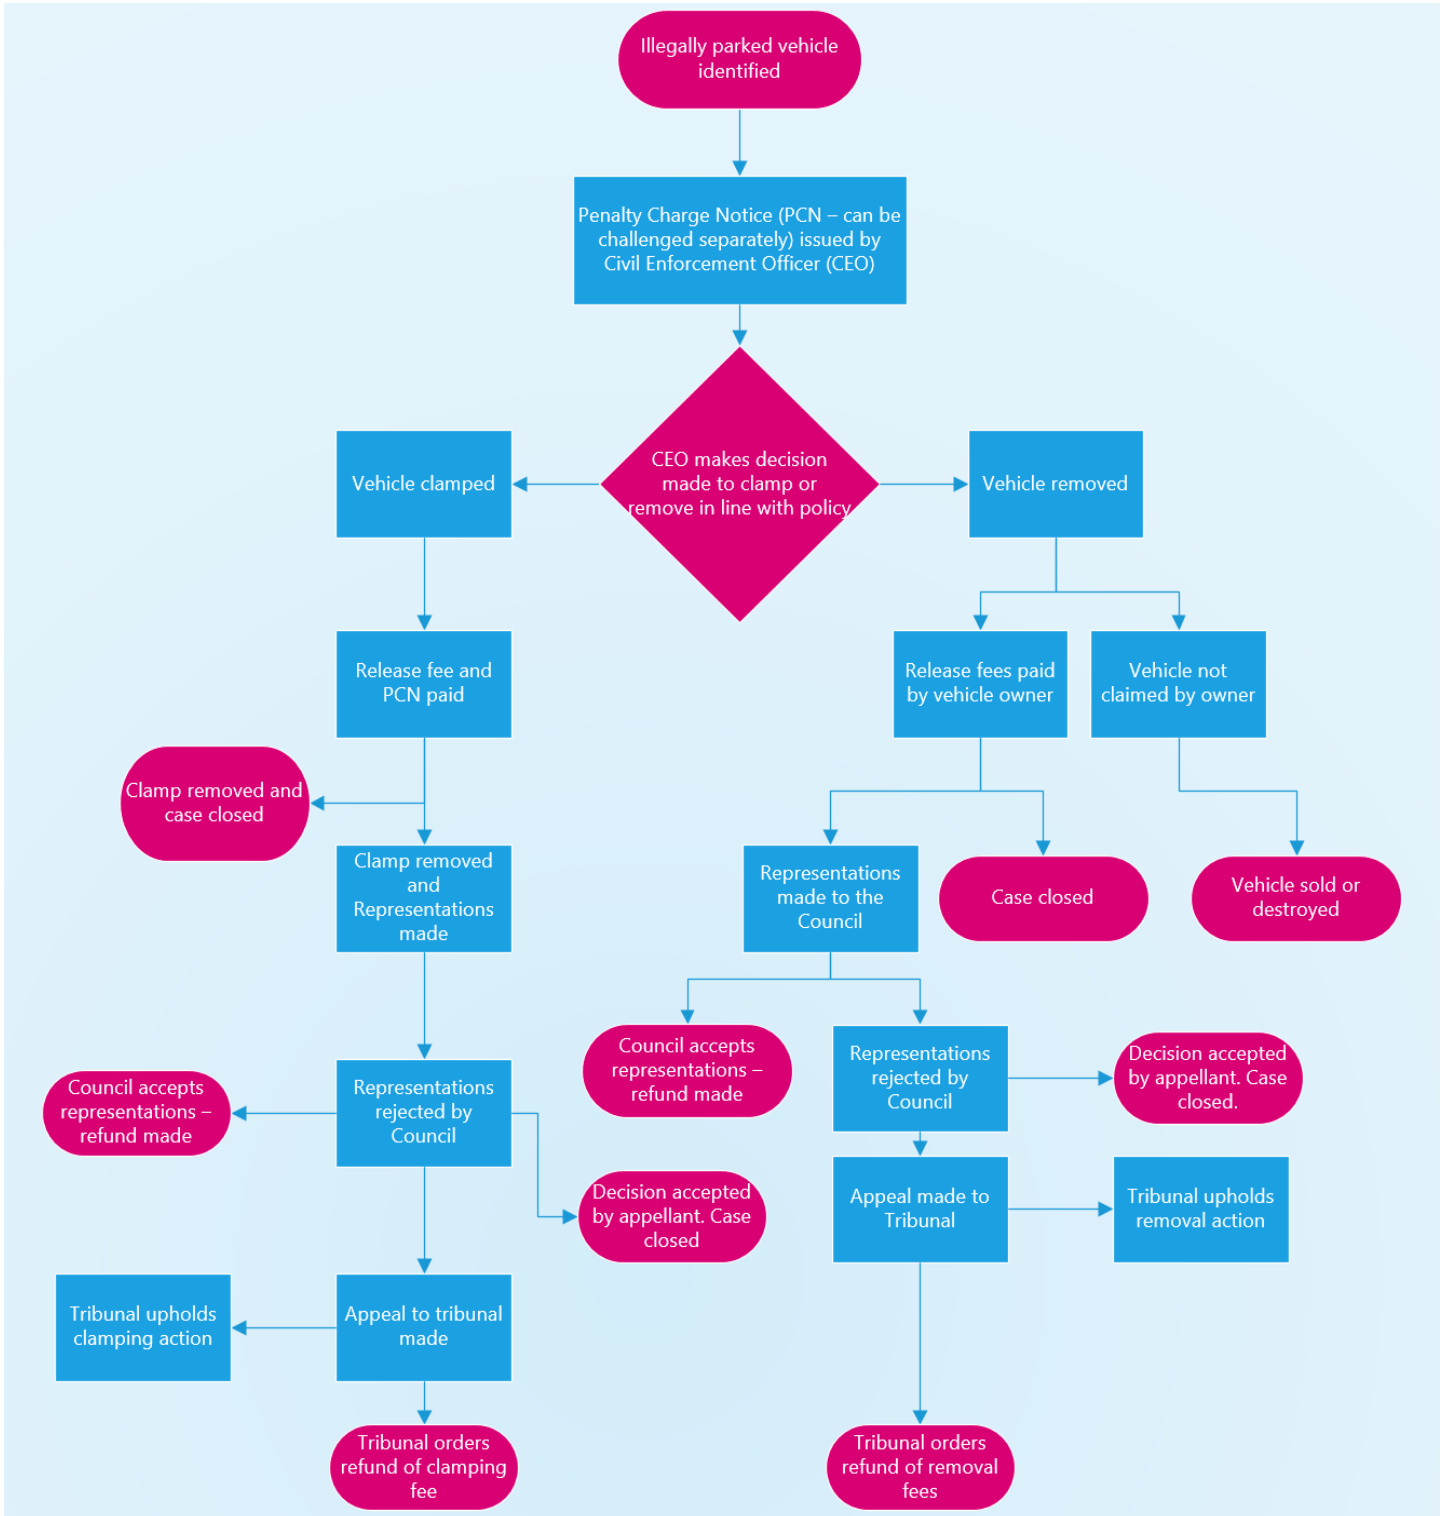 Illegally parked vehicle
identified
Penalty Charge Notice (PCN – can be
challenged separately) issued by
Civil Enforcement Officer (CEO)
CEO makes decision
made to clamp or
remove in line with policy
Vehicle clamped
Vehicle removed
Release fee and
PCN paid
Release fees paid
by vehicle owner
Vehicle not
claimed by owner
Clamp removed and
case closed
Clamp removed
and
Representations
made
Representations
made to the
Council
Case closed
Vehicle sold or
destroyed
Council accepts
representations –
refund made
Representations
rejected by
Council
Decision accepted
by appellant. Case
closed.
Council accepts
representations –
refund made
Representations
rejected by
Council
Decision accepted
by appellant. Case
closed
Appeal made to
Tribunal
Tribunal upholds
removal action
Tribunal upholds
clamping action
Appeal to tribunal
made
Tribunal orders
refund of clamping
fee
Tribunal orders
refund of removal
fees